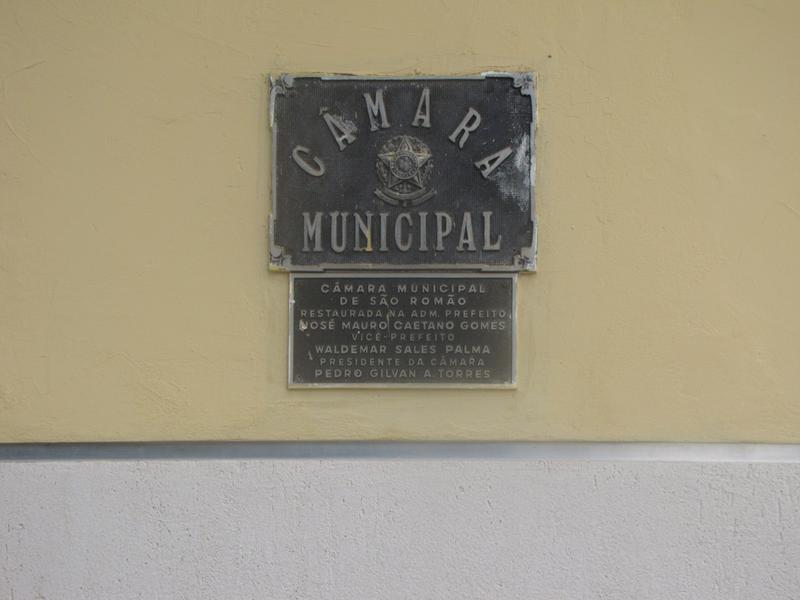 CÂMARA
MUNICIPAL
CÂMARA MUNICIPAL
DE SÃO ROMÃO
RESTAURADA NA ADM. PREFEITO
JOSÉ MAURO CAETANO GOMES
VICE-PREFEITO
WALDEMAR SALES PALMA
PRESIDENTE DA CÂMARA
PEDRO GILVAN A. TORRES